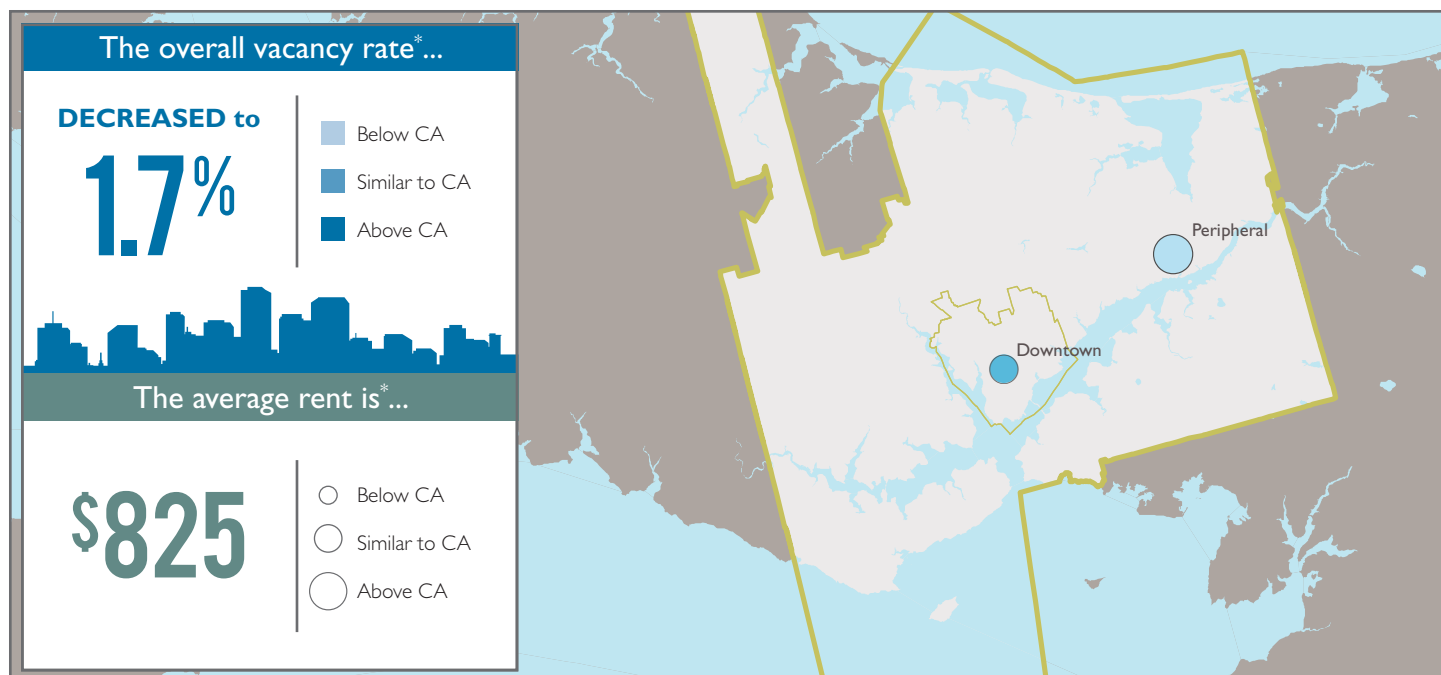 The overall vacancy rate*...
DECREASED to
1.7%
Below CA
Similar to CA
Above CA
The average rent is*...
$825
Below CA
Similar to CA
Above CA
Peripheral
Downtown